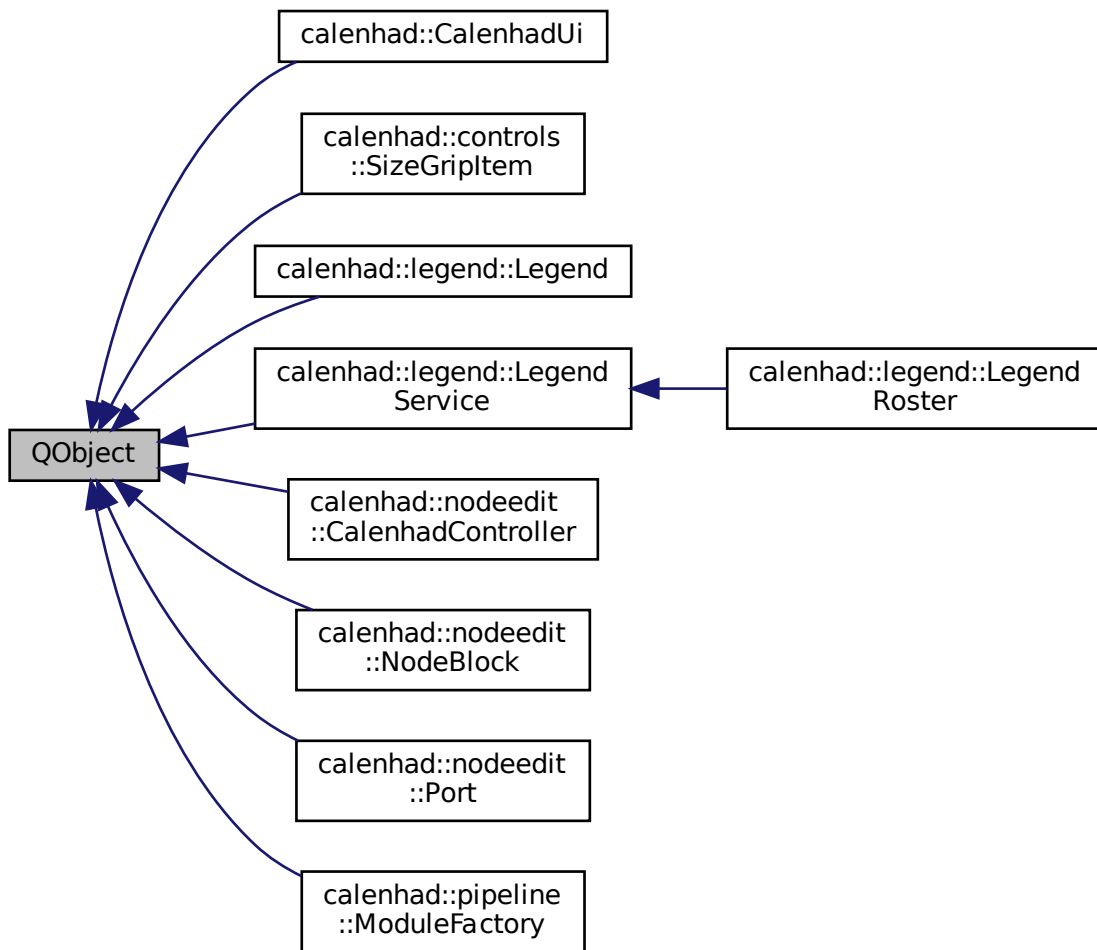 calenhad::CalenhadUi
calenhad::controls
::SizeGripItem
calenhad::legend::Legend
calenhad::legend::Legend
Service
calenhad::legend::Legend
Roster
QObject
calenhad::nodeedit
::CalenhadController
calenhad::nodeedit
::NodeBlock
calenhad::nodeedit
::Port
calenhad::pipeline
::ModuleFactory